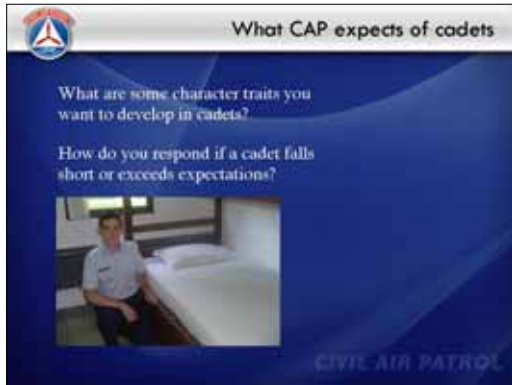 What CAP expects of cadets
What are some character traits you
want to develop in cadets?
How do you respond if a cadet falls
short or exceeds expectations?
CIVIL AIR PATROL